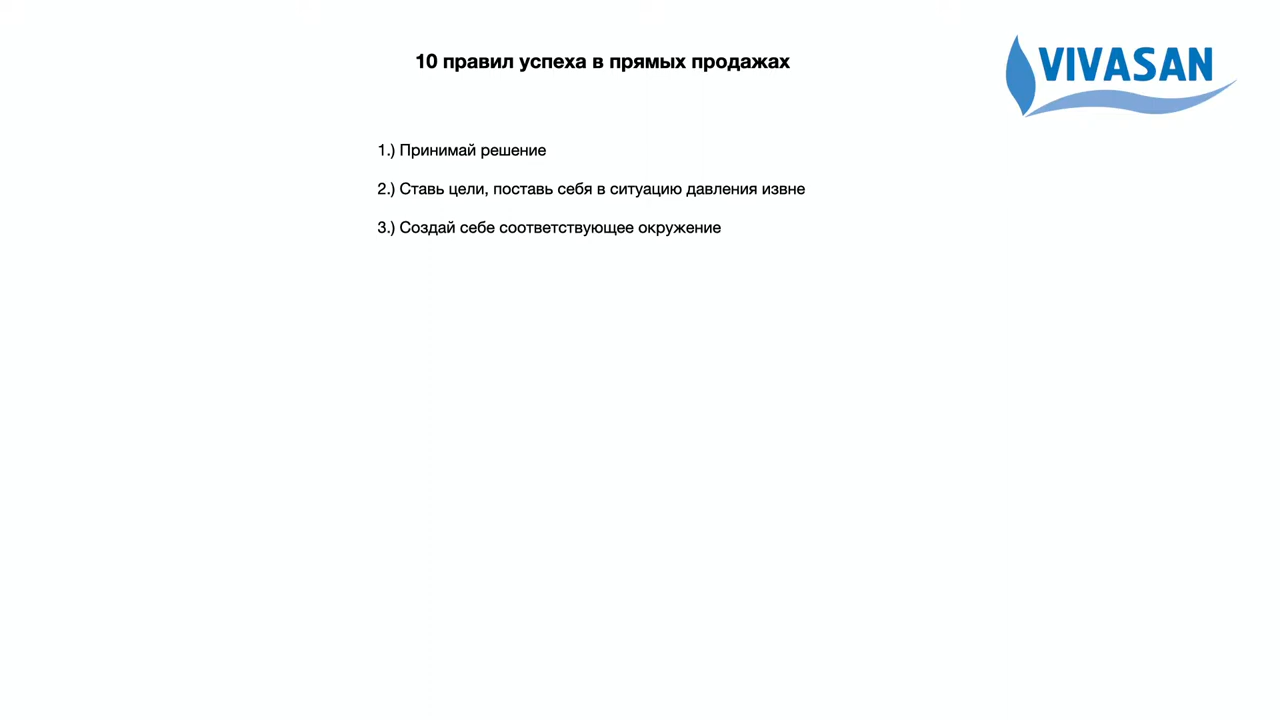 10 правил успеха в прямых продажах
VIVASAN
1.) Принимай решение
2.) Ставь цели, поставь себя в ситуацию давления извне
3.) Создай себе соответствующее окружение